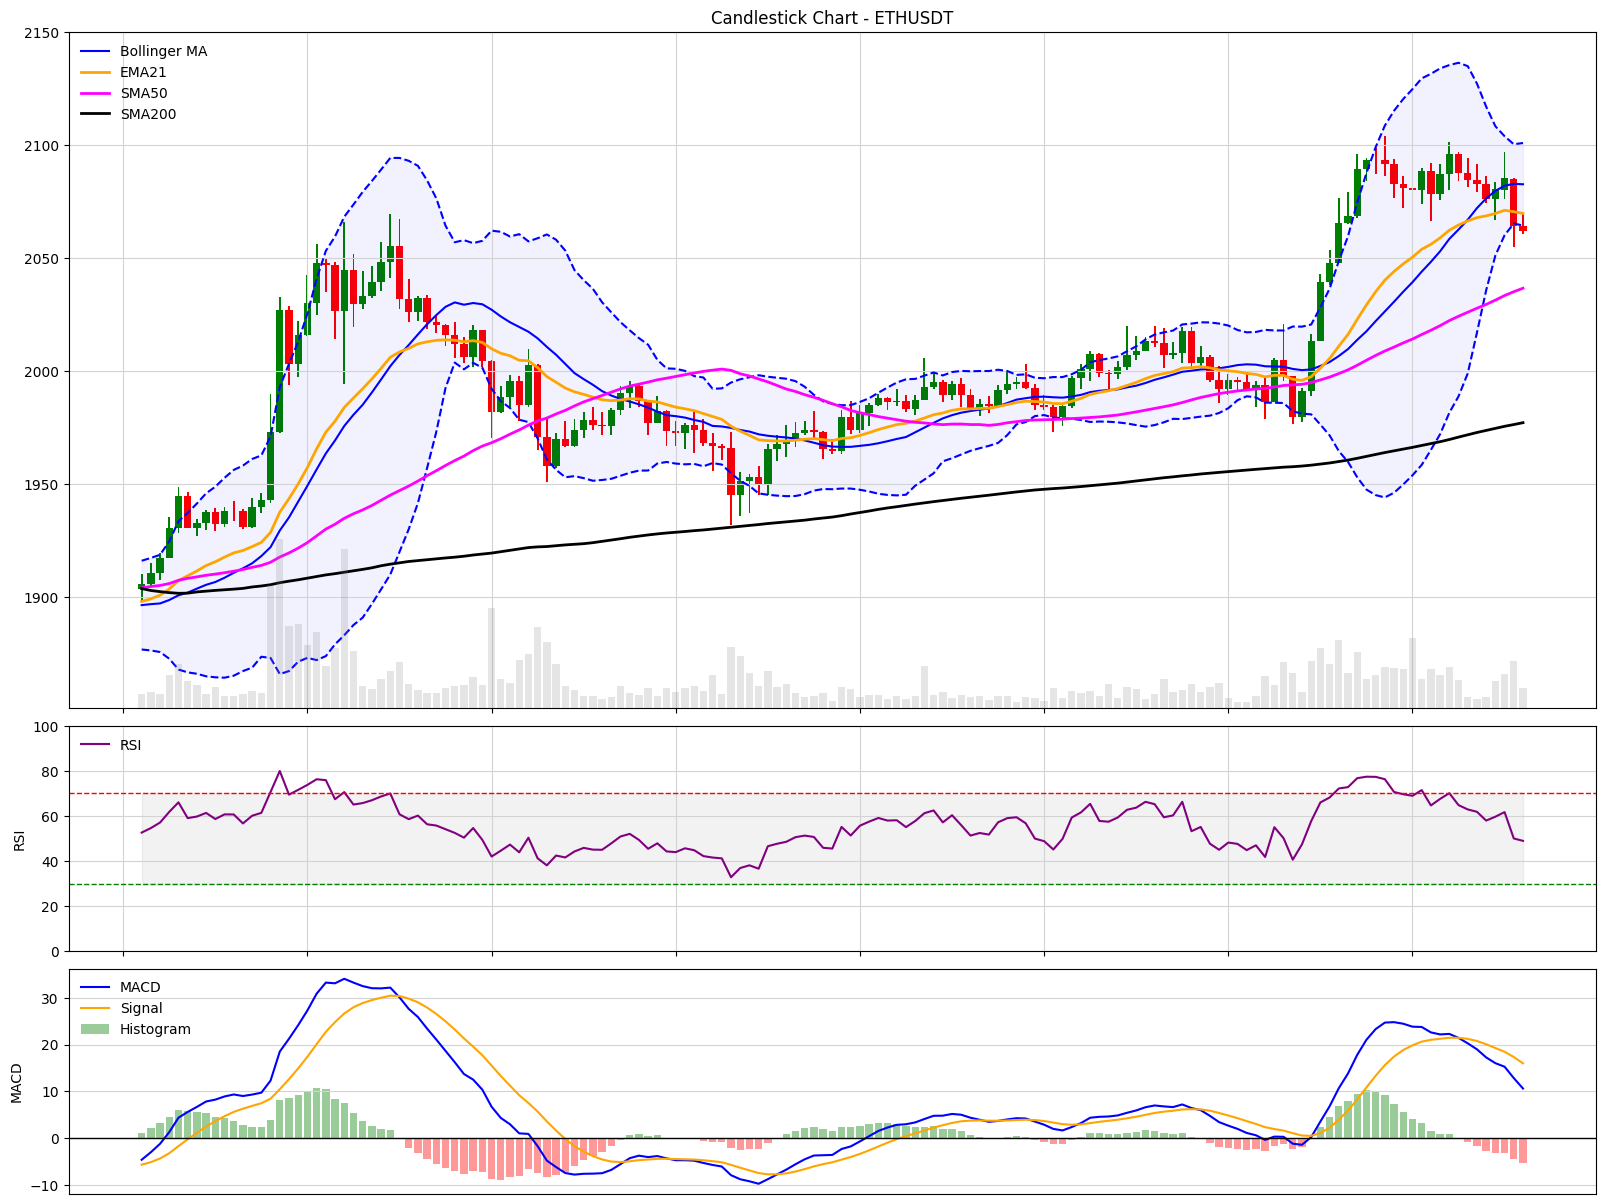 Candlestick Chart - ETHUSDT
2150
2100
2050
2000
1950
1900
Bollinger MA
EMA21
SMA50
SMA200
100
80
60
40
20
0
RSI
RSI
30
20
10
0
−10
MACD
MACD
Signal
Histogram